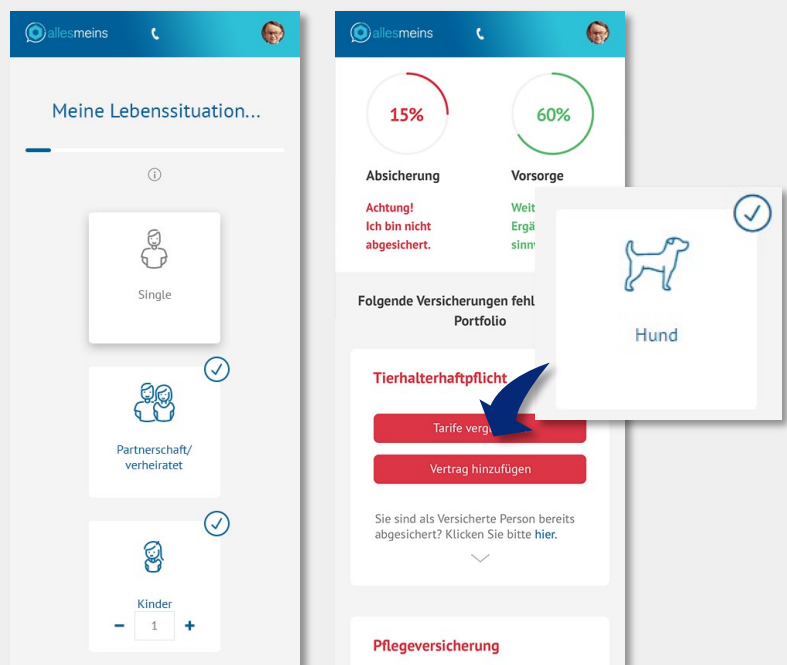 allesmeins
Meine Lebenssituation...
Single
Partnerschaft/
verheiratet
Kinder
− 1 +
allesmeins
15%
60%
Absicherung
Vorsorge
Achtung!
Ich bin nicht
abgesichert.
Folgende Versicherungen
Portfolio
Tierhalterhaftpflicht
Tarife
Vertrag hinzufügen
Sie sind als Versicherte Person bereits
abgesichert? Klicken Sie bitte hier.
Pflegeversicherung
Hund